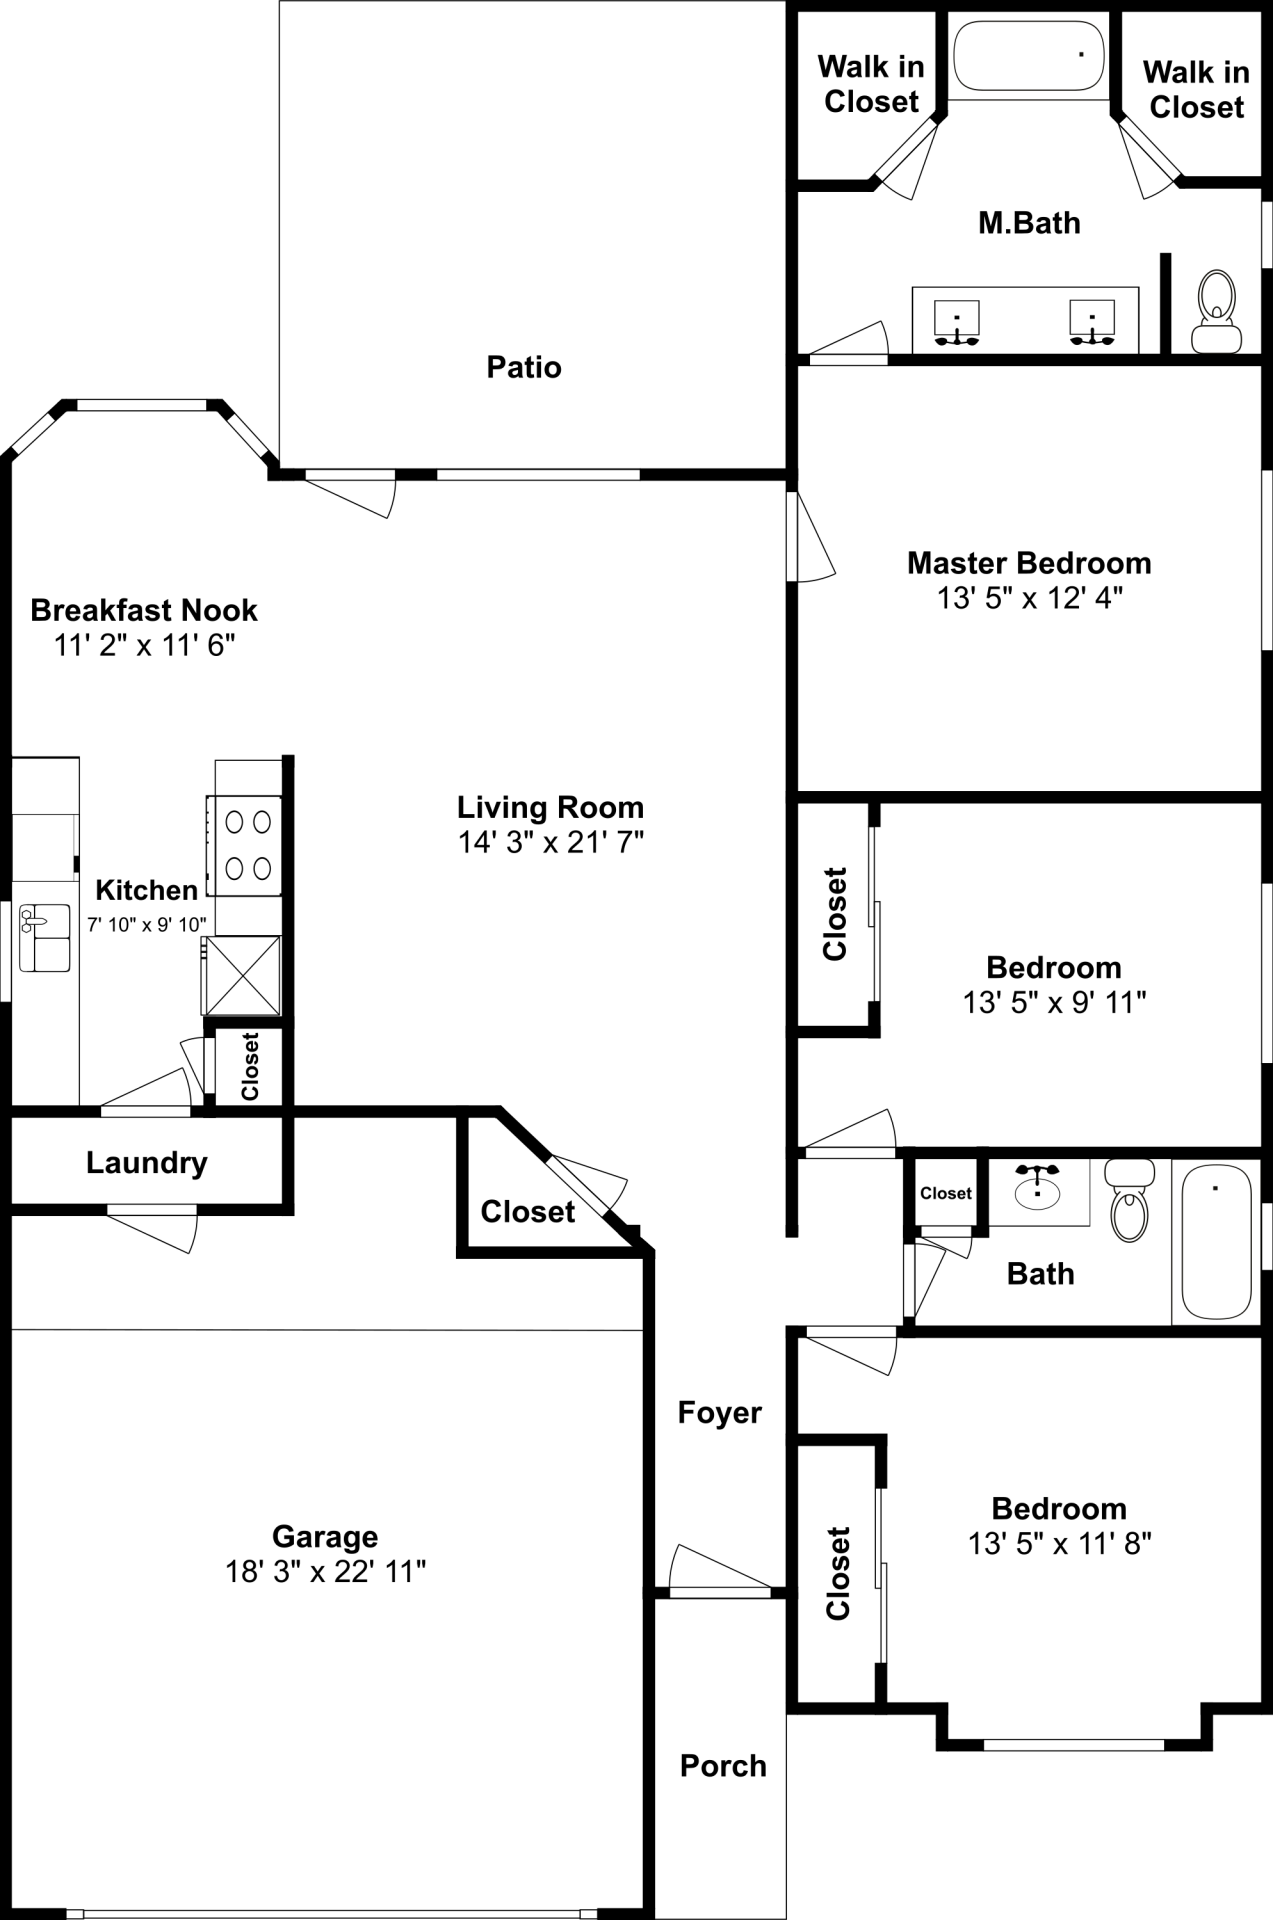 Walk in
Closet
Walk in
Closet
M.Bath
Patio
Master Bedroom
13' 5" x 12' 4"
Breakfast Nook
11' 2" x 11' 6"
Living Room
14' 3" x 21' 7"
Kitchen
7' 10" x 9' 10"
Closet
Bedroom
13' 5" x 9' 11"
Closet
Laundry
Closet
Closet
Bath
Foyer
Bedroom
13' 5" x 11' 8"
Closet
Garage
18' 3" x 22' 11"
Porch